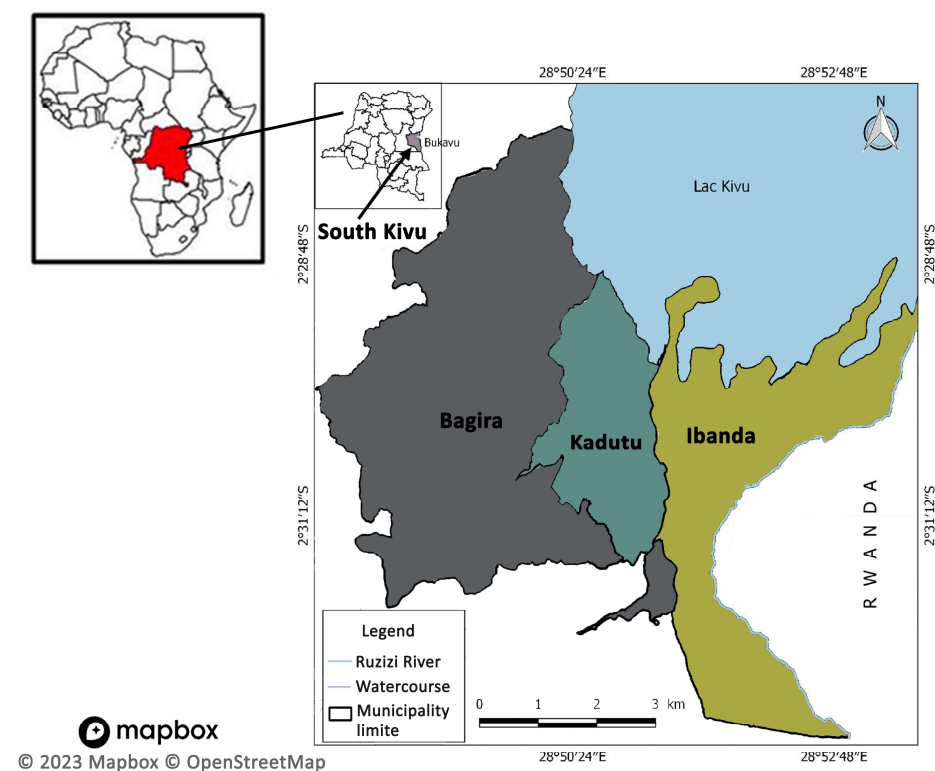 28°50'24"E
28°52'48"E
N
Bukavu
Lac Kivu
South Kivu
2°28'48"S
2°28'48"S
Bagira
Kadutu
Ibanda
2°31'12"S
2°31'12"S
RWANDA
Legend
Ruzizi River
Watercourse
Municipality
limite
0 1 2 3 km
mapbox
28°50'24"E
28°52'48"E
© 2023 Mapbox © OpenStreetMap